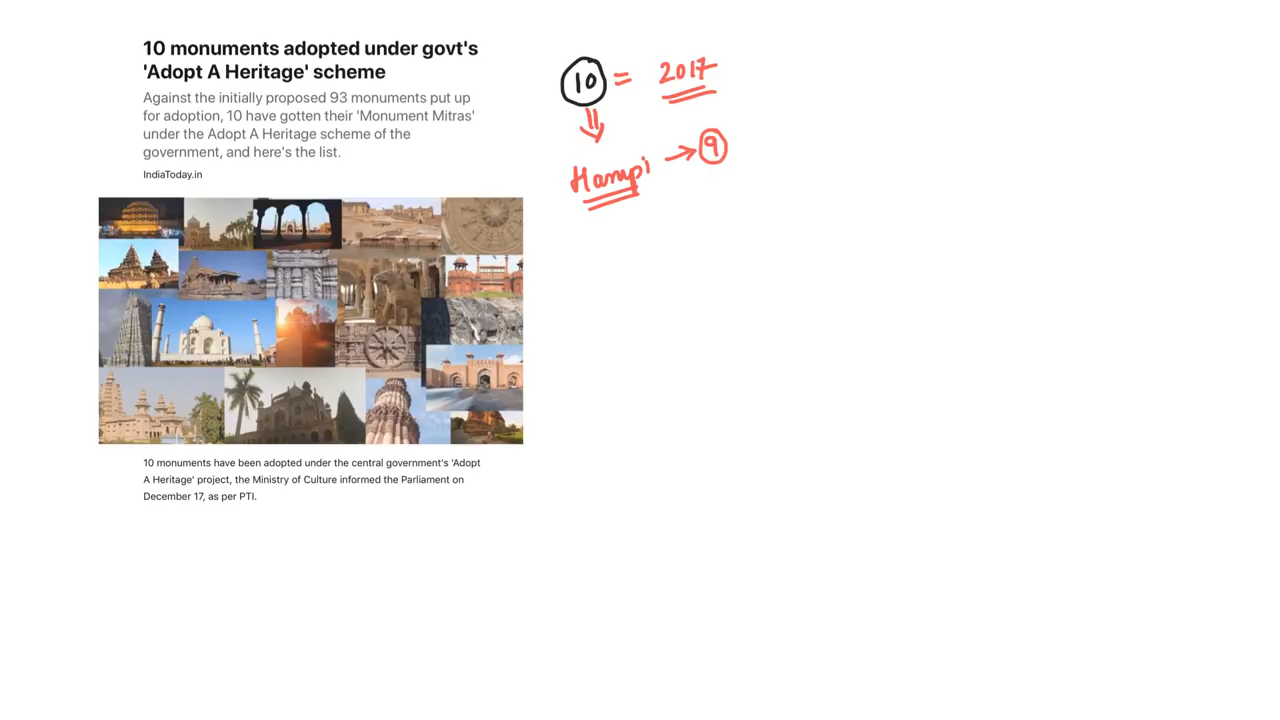 10 monuments adopted under govt's
'Adopt A Heritage' scheme
Against the initially proposed 93 monuments put up
for adoption, 10 have gotten their 'Monument Mitras'
under the Adopt A Heritage scheme of the
government, and here's the list.
IndiaToday.in
10 monuments have been adopted under the central government's 'Adopt
A Heritage' project, the Ministry of Culture informed the Parliament on
December 17, as per PTI.
10 = 2017
Hampi → 9